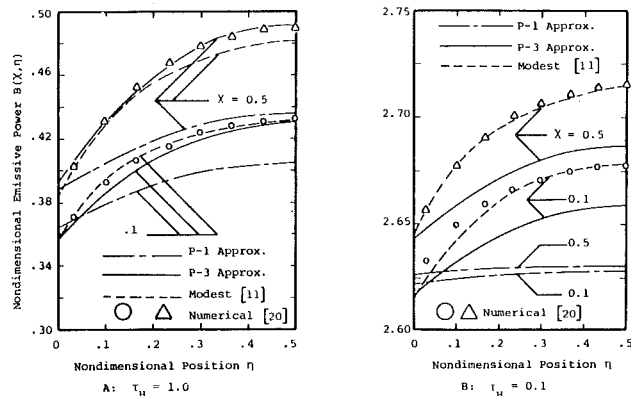 .50
.46
.42
.38
.34
.30
Nondimensional Emissive Power B(χ,η)
χ = 0.5
.1
P-1 Approx.
P-3 Approx.
Modest [11]
Numerical [20]
0 .1 .2 .3 .4 .5
Nondimensional Position η
A: τH = 1.0
2.75
2.70
2.65
2.60
P-1 Approx.
P-3 Approx.
Modest [11]
χ = 0.5
0.1
0.5
0.1
Numerical [20]
0 .1 .2 .3 .4 .5
Nondimensional Position η
B: τH = 0.1